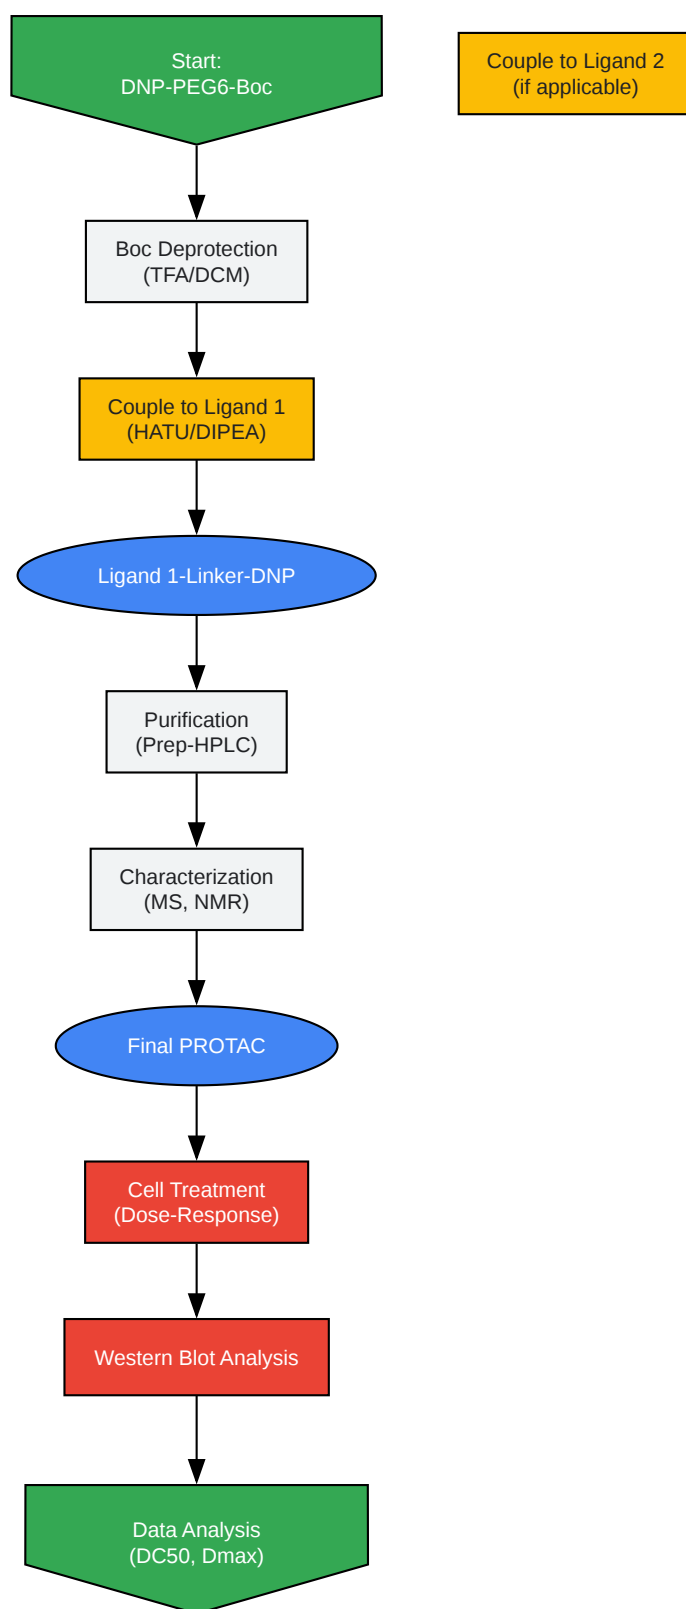 Start:
DNP-PEG6-Boc
Couple to Ligand 2
(if applicable)
Boc Deprotection
(TFA/DCM)
Couple to Ligand 1
(HATU/DIPEA)
Ligand 1-Linker-DNP
Purification
(Prep-HPLC)
Characterization
(MS, NMR)
Final PROTAC
Cell Treatment
(Dose-Response)
Western Blot Analysis
Data Analysis
(DC50, Dmax)